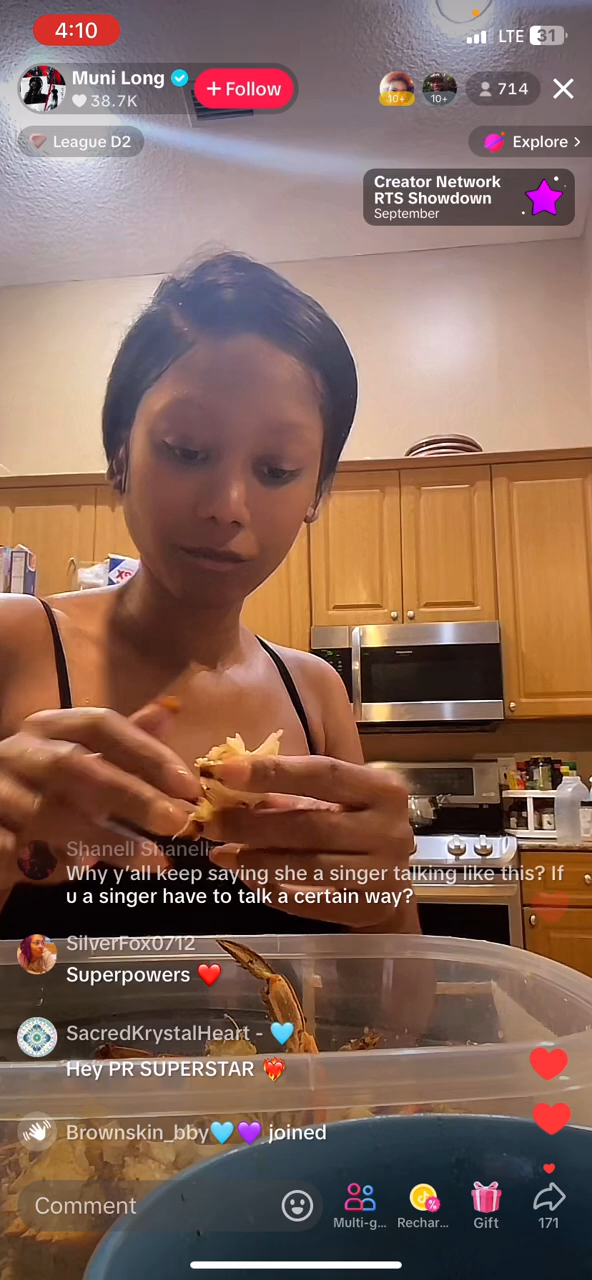 4:10
LTE 31
Muni Long
38.7K
+ Follow
10+
10+
714
League D2
Explore >
Creator Network
RTS Showdown
September
Shanell Shanell
Why y'all keep saying she a singer talking like this? If
u a singer have to talk a certain way?
SilverFox0712
Superpowers ❤️
SacredKrystalHeart - 🩵
Hey PR SUPERSTAR ❤️‍🔥
Brownskin_bby🩵💜 joined
Comment
Multi-g...
Rechar...
Gift
171